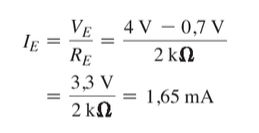 I_E = V_E / R_E = 4 V − 0,7 V / 2 kΩ
= 3,3 V / 2 kΩ = 1,65 mA